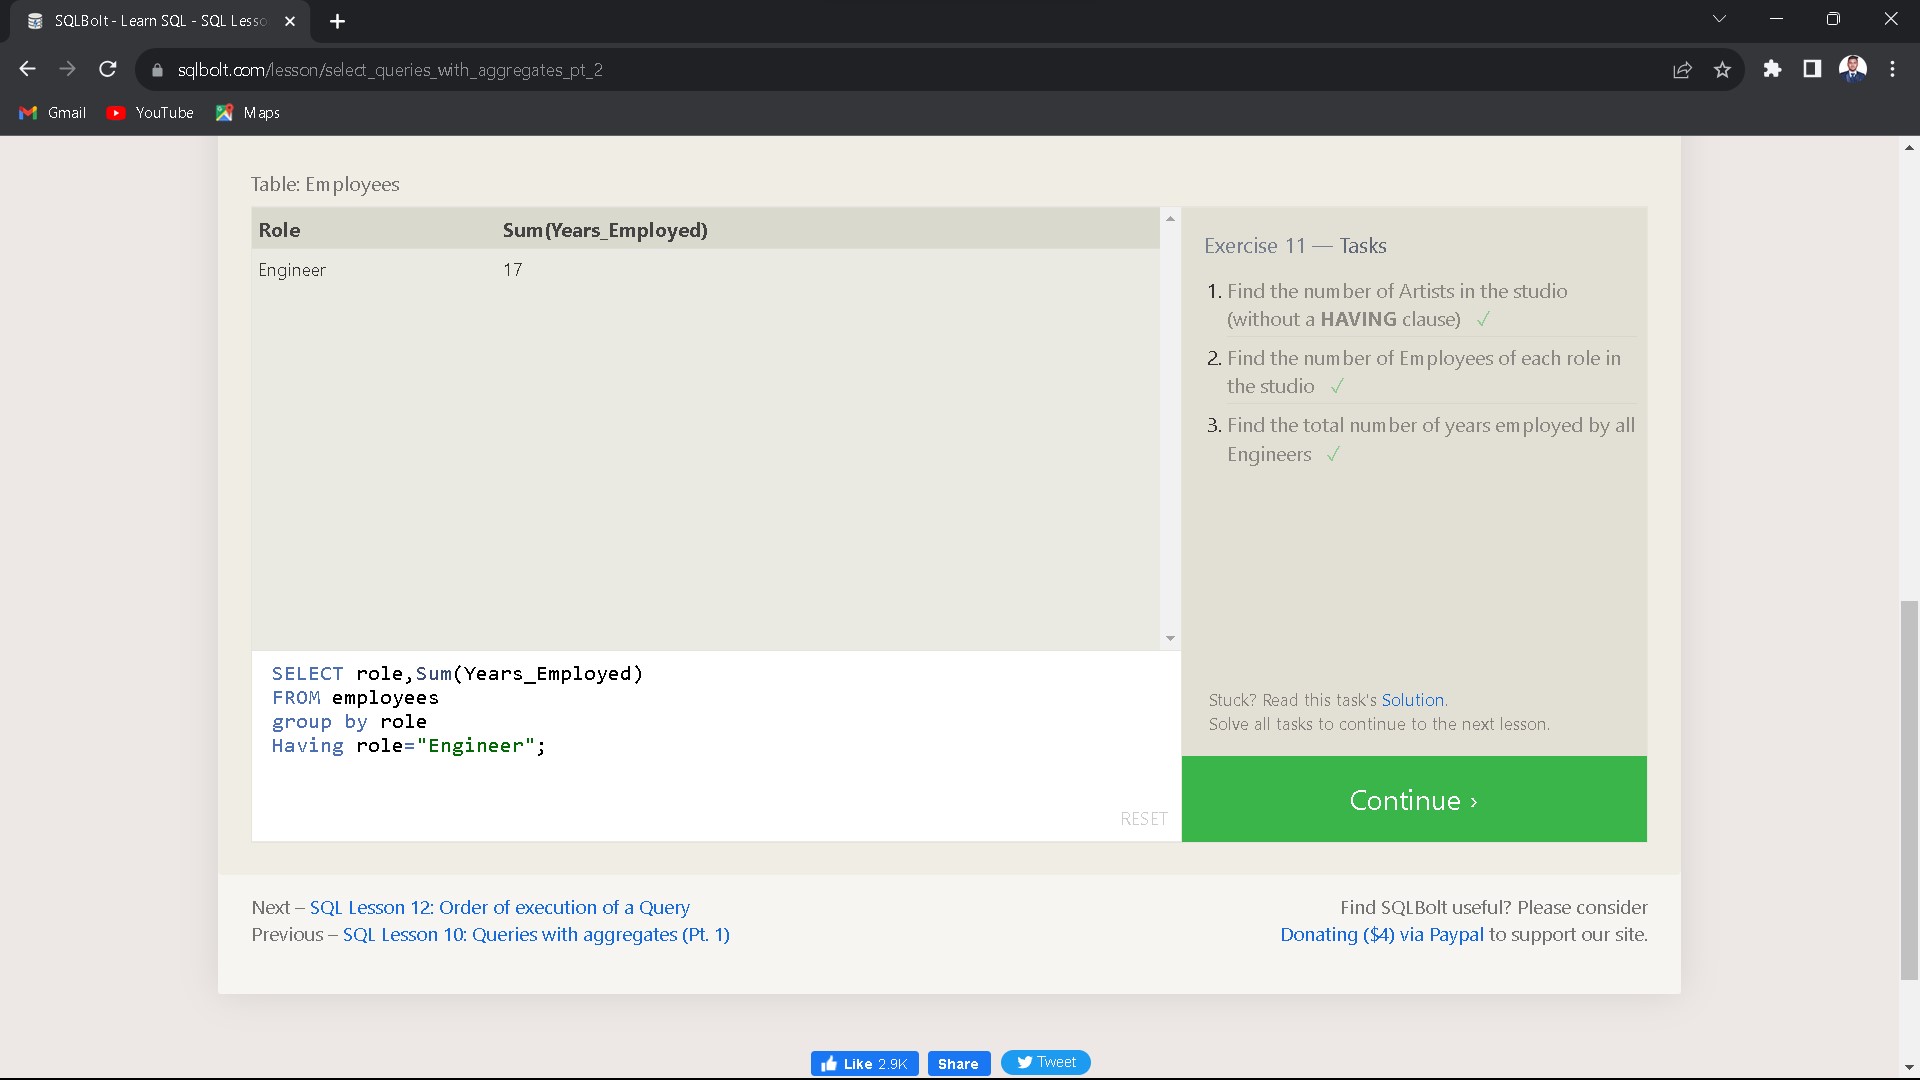 SQLBolt - Learn SQL - SQL Lesso
sqlbolt.com/lesson/select_queries_with_aggregates_pt_2
Gmail YouTube Maps
Table: Employees
Role Sum(Years_Employed)
Engineer 17
Exercise 11 — Tasks
1. Find the number of Artists in the studio
(without a HAVING clause) ✓
2. Find the number of Employees of each role in
the studio ✓
3. Find the total number of years employed by all
Engineers ✓
SELECT role,Sum(Years_Employed)
FROM employees
group by role
Having role="Engineer";
RESET
Stuck? Read this task's Solution.
Solve all tasks to continue to the next lesson.
Continue ›
Next – SQL Lesson 12: Order of execution of a Query
Previous – SQL Lesson 10: Queries with aggregates (Pt. 1)
Find SQLBolt useful? Please consider
Donating ($4) via Paypal to support our site.
Like 2.9K Share Tweet